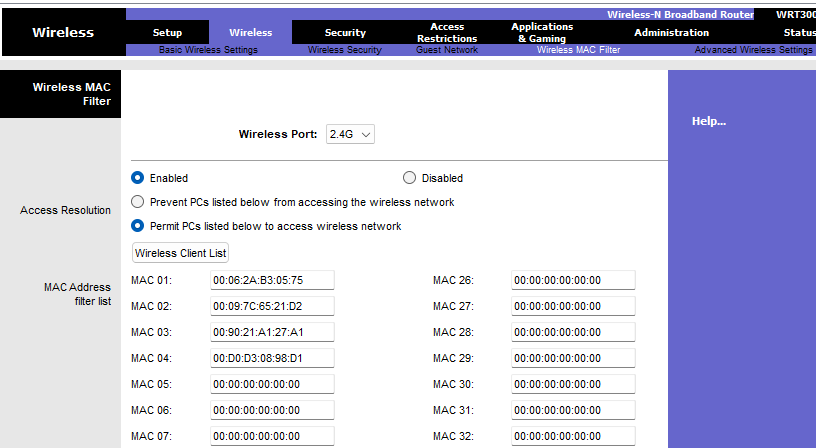 Wireless-N Broadband Router WRT300
Wireless
Setup Wireless Security Access Restrictions Applications & Gaming Administration Status
Basic Wireless Settings Wireless Security Guest Network Wireless MAC Filter Advanced Wireless Settings
Wireless MAC
Filter
Help...
Wireless Port: 2.4G
Enabled Disabled
Prevent PCs listed below from accessing the wireless network
Access Resolution
Permit PCs listed below to access wireless network
Wireless Client List
MAC Address
filter list
MAC 01: 00:06:2A:B3:05:75 MAC 26: 00:00:00:00:00:00
MAC 02: 00:09:7C:65:21:D2 MAC 27: 00:00:00:00:00:00
MAC 03: 00:90:21:A1:27:A1 MAC 28: 00:00:00:00:00:00
MAC 04: 00:D0:D3:08:98:D1 MAC 29: 00:00:00:00:00:00
MAC 05: 00:00:00:00:00:00 MAC 30: 00:00:00:00:00:00
MAC 06: 00:00:00:00:00:00 MAC 31: 00:00:00:00:00:00
MAC 07: 00:00:00:00:00:00 MAC 32: 00:00:00:00:00:00